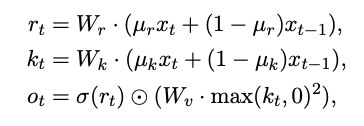 r_t = W_r · (μ_r x_t + (1 − μ_r) x_{t−1}),
k_t = W_k · (μ_k x_t + (1 − μ_k) x_{t−1}),
o_t = σ(r_t) ⊙ (W_v · max(k_t, 0)²),